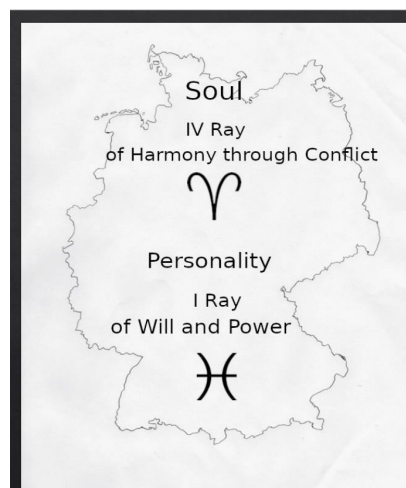 Soul
IV Ray
of Harmony through Conflict
♈
Personality
I Ray
of Will and Power
♓